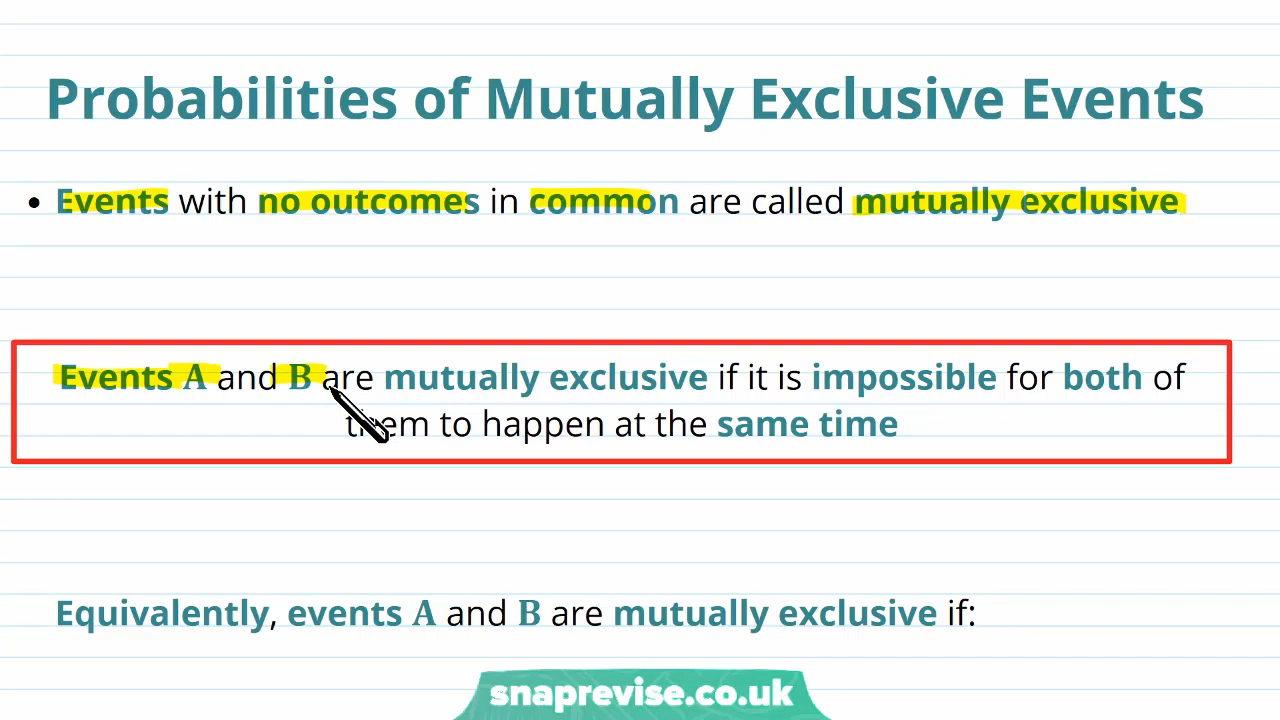 Probabilities of Mutually Exclusive Events
• Events with no outcomes in common are called mutually exclusive
Events A and B are mutually exclusive if it is impossible for both of
them to happen at the same time
Equivalently, events A and B are mutually exclusive if:
snaprevise.co.uk